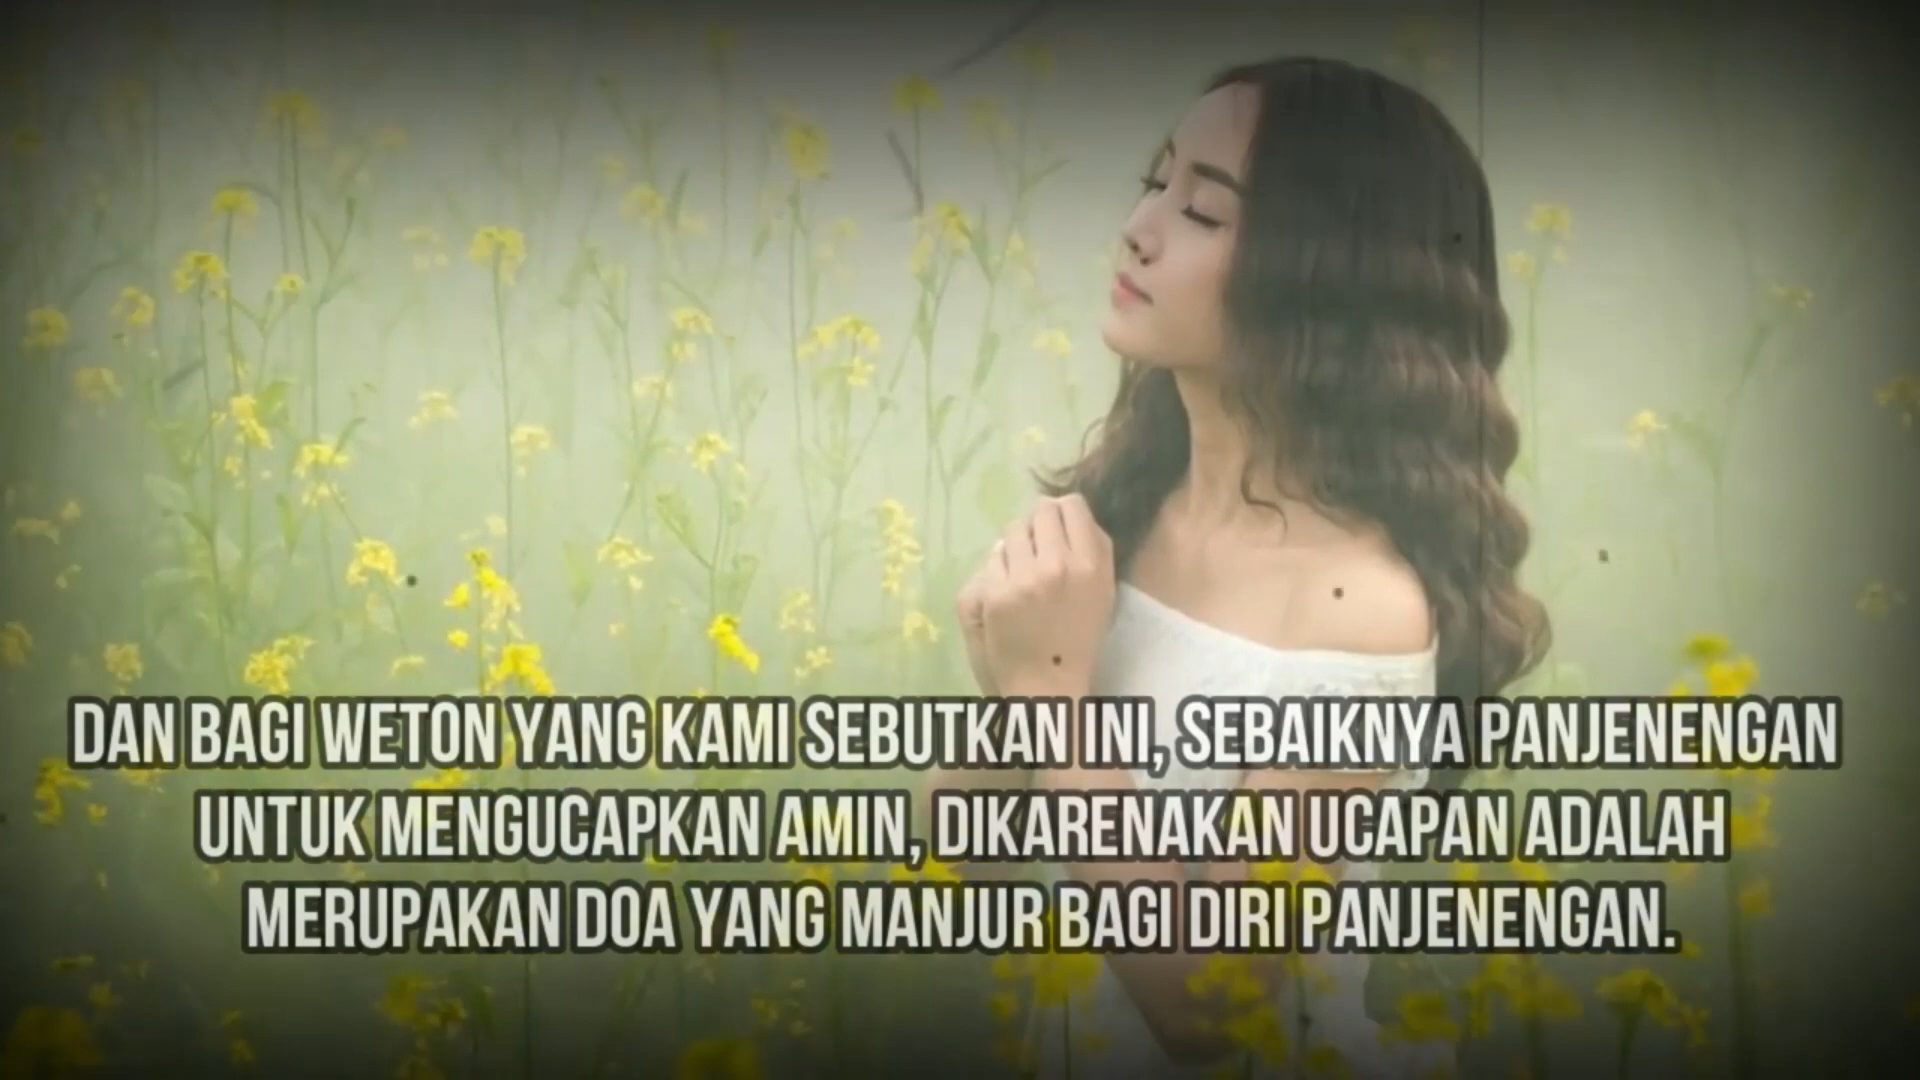 DAN BAGI WETON YANG KAMI SEBUTKAN INI, SEBAIKNYA PANJENENGAN
UNTUK MENGUCAPKAN AMIN, DIKARENAKAN UCAPAN ADALAH
MERUPAKAN DOA YANG MANJUR BAGI DIRI PANJENENGAN.